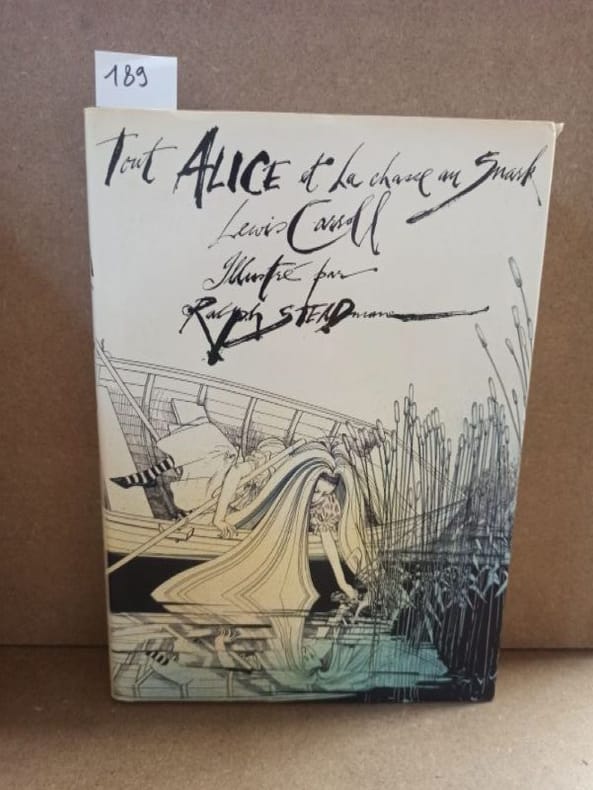 189
Tout ALICE et La chasse au Snark
Lewis Carroll
Illustré par
Ralph STEADman